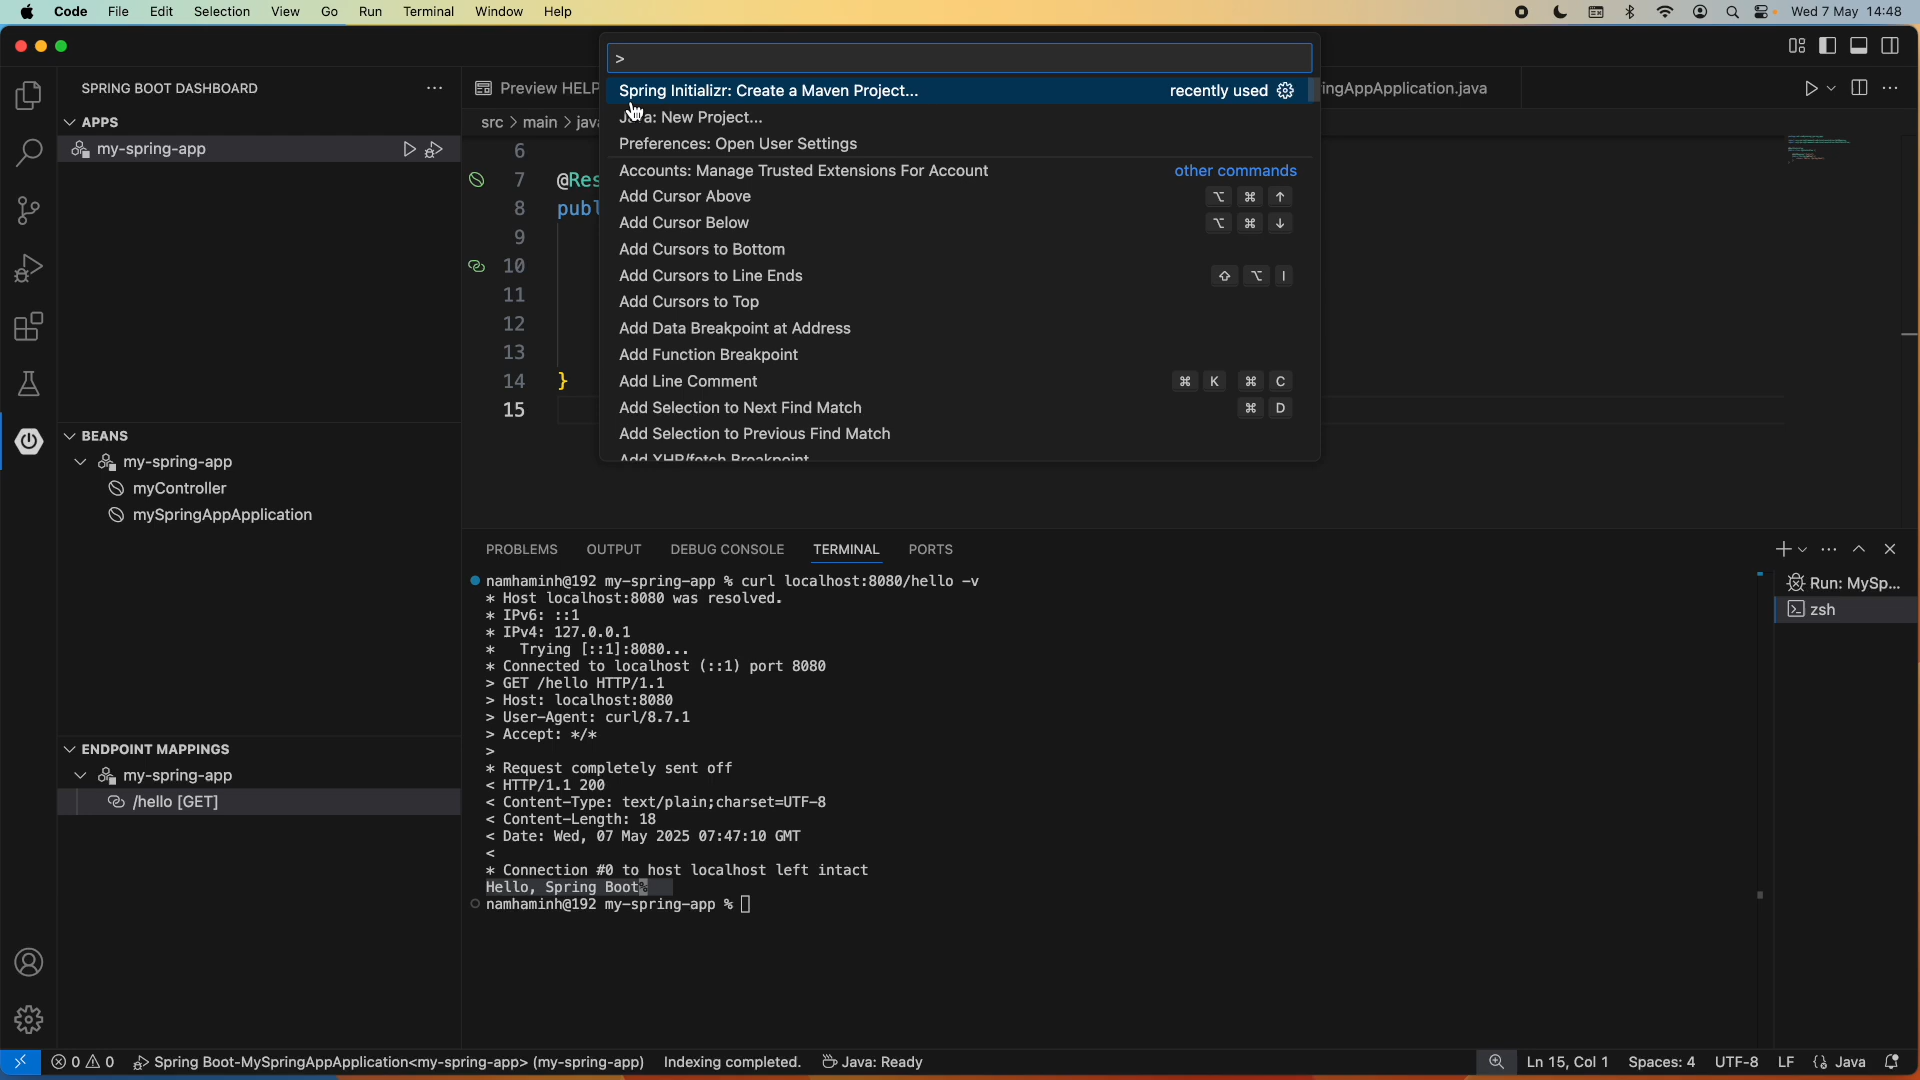 Code File Edit Selection View Go Run Terminal Window Help
Wed 7 May 14:48
>
Spring Initializr: Create a Maven Project... recently used
New Project...
Preferences: Open User Settings
Accounts: Manage Trusted Extensions For Account other commands
Add Cursor Above ⌥ ⌘ ↑
Add Cursor Below ⌥ ⌘ ↓
Add Cursors to Bottom
Add Cursors to Line Ends ⇧ ⌥ I
Add Cursors to Top
Add Data Breakpoint at Address
Add Function Breakpoint
Add Line Comment ⌘ K ⌘ C
Add Selection to Next Find Match ⌘ D
Add Selection to Previous Find Match
Add XHR/fetch Breakpoint
SPRING BOOT DASHBOARD
APPS
my-spring-app
BEANS
my-spring-app
myController
mySpringAppApplication
ENDPOINT MAPPINGS
my-spring-app
/hello [GET]
Preview HELP
ngAppApplication.java
src > main > java
6
7 @Res
8 publ
9
10
11
12
13
14 }
15
PROBLEMS OUTPUT DEBUG CONSOLE TERMINAL PORTS
namhaminh@192 my-spring-app % curl localhost:8080/hello -v
* Host localhost:8080 was resolved.
* IPv6: ::1
* IPv4: 127.0.0.1
* Trying [::1]:8080...
* Connected to localhost (::1) port 8080
> GET /hello HTTP/1.1
> Host: localhost:8080
> User-Agent: curl/8.7.1
> Accept: */*
>
* Request completely sent off
< HTTP/1.1 200
< Content-Type: text/plain;charset=UTF-8
< Content-Length: 18
< Date: Wed, 07 May 2025 07:47:10 GMT
<
* Connection #0 to host localhost left intact
Hello, Spring Boot%
namhaminh@192 my-spring-app %
Run: MySp...
zsh
0 0 Spring Boot-MySpringAppApplication<my-spring-app> (my-spring-app) Indexing completed. Java: Ready
Ln 15, Col 1 Spaces: 4 UTF-8 LF {} Java